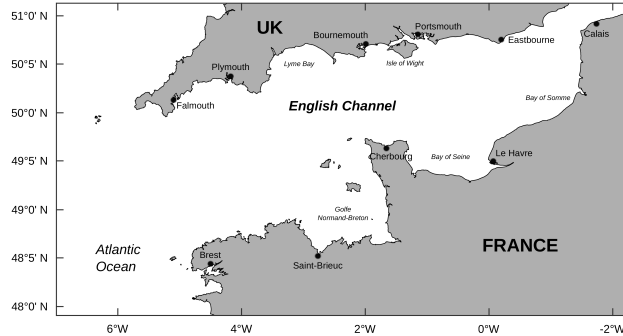 51°0' N
50°5' N
50°0' N
49°5' N
49°0' N
48°5' N
48°0' N
UK
Portsmouth
Bournemouth
Eastbourne
Calais
Plymouth
Lyme Bay
Isle of Wight
Falmouth
English Channel
Bay of Somme
Cherbourg
Bay of Seine
Le Havre
Golfe
Normand-Breton
Atlantic
Ocean
Brest
Saint-Brieuc
FRANCE
6°W
4°W
2°W
0°W
-2°W